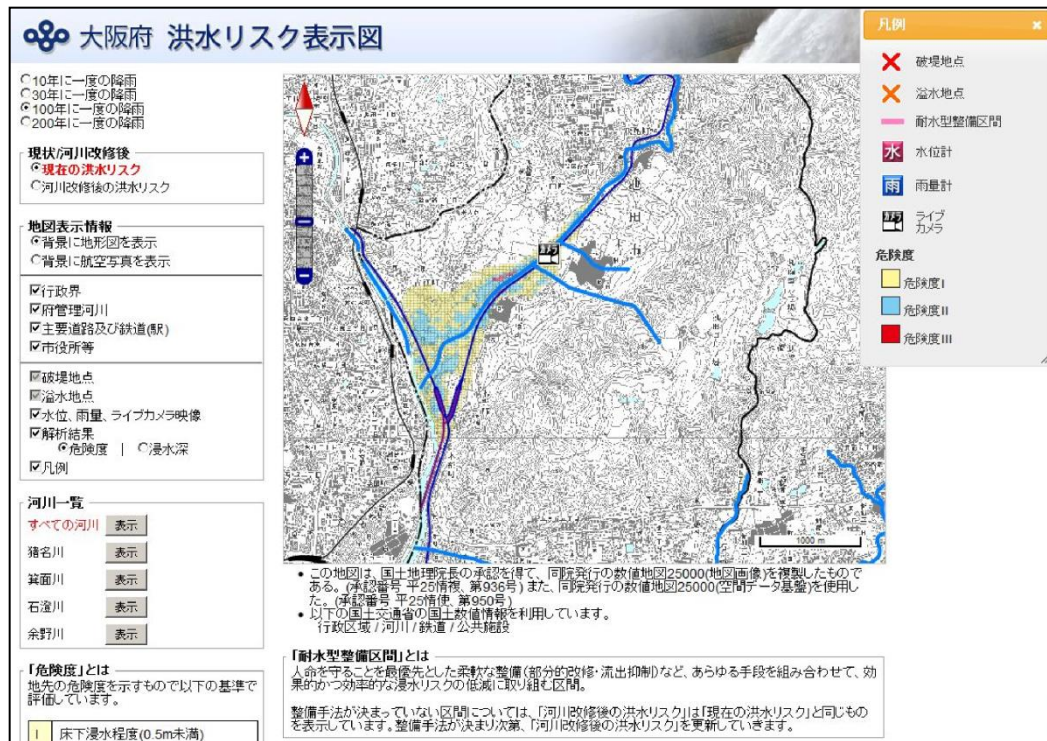 大阪府 洪水リスク表示図
10年に一度の降雨
30年に一度の降雨
100年に一度の降雨
200年に一度の降雨
現状/河川改修後
現在の洪水リスク
河川改修後の洪水リスク
地図表示情報
背景に地形図を表示
背景に航空写真を表示
行政界
府管理河川
主要道路及び鉄道(駅)
市役所等
破堤地点
溢水地点
水位、雨量、ライブカメラ映像
解析結果
危険度 | 浸水深
凡例
河川一覧
すべての河川 表示
猪名川 表示
箕面川 表示
石澄川 表示
余野川 表示
「危険度」とは
地先の危険度を示すもので以下の基準で
評価しています。
I 床下浸水程度(0.5m未満)
カメラ
1000 m
• この地図は、国土地理院長の承認を得て、同院発行の数値地図25000(地図画像)を複製したもので
ある。(承認番号 平25情複、第936号) また、同院発行の数値地図25000(空間データ基盤)を使用し
た。(承認番号 平25情使、第950号)
• 以下の国土交通省の国土数値情報を利用しています。
行政区域 / 河川 / 鉄道 / 公共施設
「耐水型整備区間」とは
人命を守ることを最優先とした柔軟な整備(部分的改修・流出抑制)など、あらゆる手段を組み合わせて、効
果的かつ効率的な浸水リスクの低減に取り組む区間。
整備手法が決まっていない区間については、「河川改修後の洪水リスク」は「現在の洪水リスク」と同じもの
を表示しています。整備手法が決まり次第、「河川改修後の洪水リスク」を更新していきます。
凡例 ×
破堤地点
溢水地点
耐水型整備区間
水 水位計
雨 雨量計
カメラ ライブ
カメラ
危険度
危険度I
危険度II
危険度III